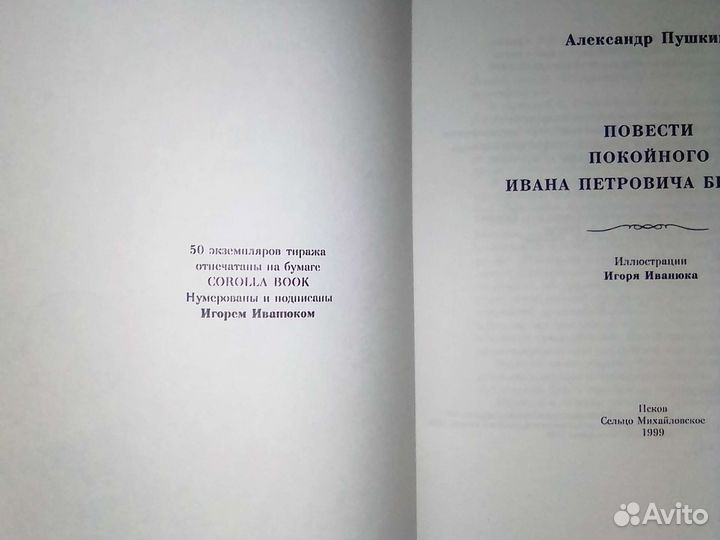 50 экземпляров тиража
отпечатаны на бумаге
COROLLA BOOK
Нумерованы и подписаны
Игорем Иванюком
Александр
ПОВЕСТИ
ПОКОЙНОГО
ИВАНА ПЕТРОВИЧА
Иллюстрации
Игоря Иванюка
Псков
Сельцо Михайловское
1999
Avito